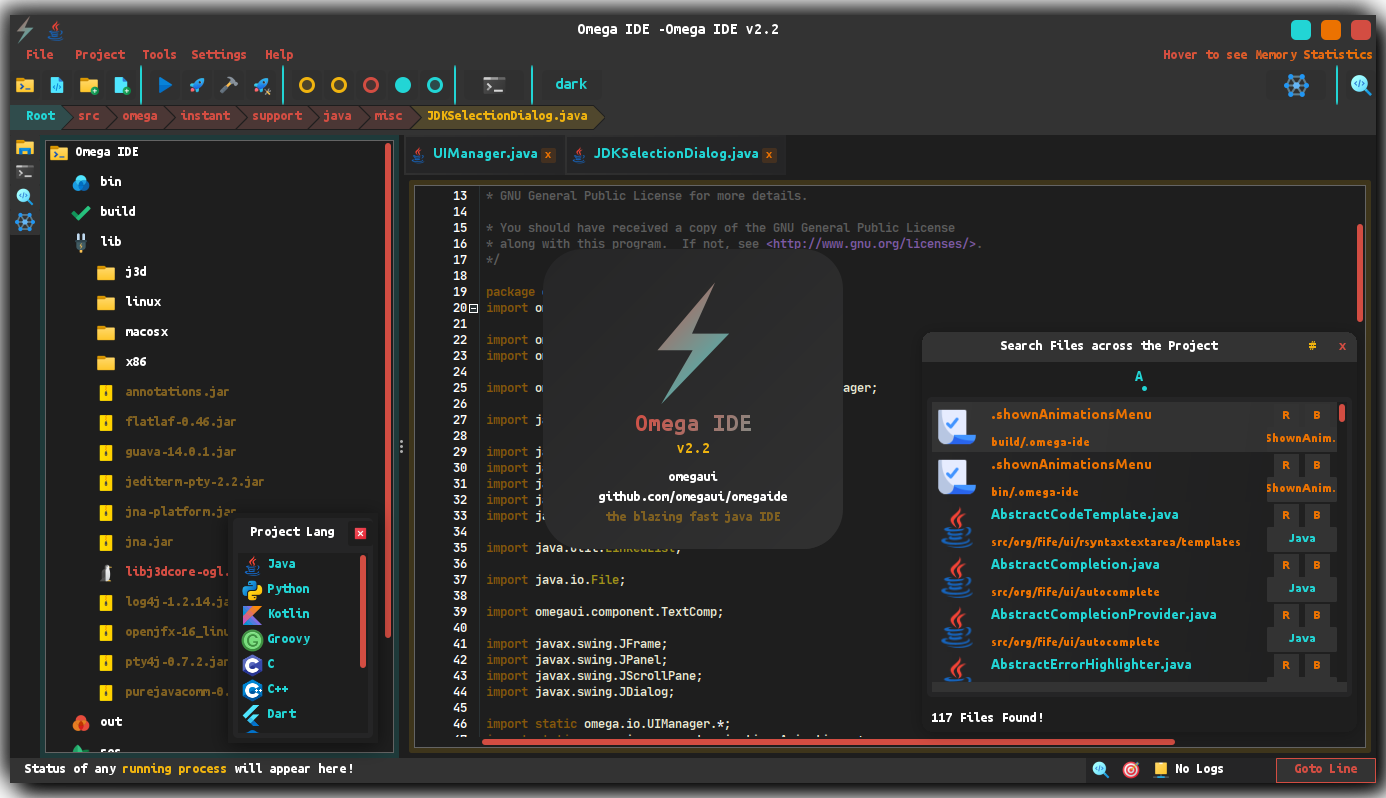 Omega IDE -Omega IDE v2.2
File Project Tools Settings Help
Hover to see Memory Statistics
dark
Root src omega instant support java misc JDKSelectionDialog.java
Omega IDE
bin
build
lib
j3d
linux
macosx
x86
annotations.jar
flatlaf-0.46.jar
guava-14.0.1.jar
jediterm-pty-2.2.jar
jna-platform.jar
jna.jar
libj3dcore-ogl.
log4j-1.2.14.ja
openjfx-16_linu
pty4j-0.7.2.jar
purejavacomm-0.
out
Project Lang x
Java
Python
Kotlin
Groovy
C
C++
Dart
UIManager.java x JDKSelectionDialog.java x
13 * GNU General Public License for more details.
14
15 * You should have received a copy of the GNU General Public License
16 * along with this program. If not, see <http://www.gnu.org/licenses/>.
17 */
18
19 package
20 import o
21
22 import o
23 import o
24
25 import o ager;
26
27 import j
28
29 import j
30 import j
31 import j
32 import j
33 import j
34
35 import java.util.LinkedList;
36
37 import java.io.File;
38
39 import omegaui.component.TextComp;
40
41 import javax.swing.JFrame;
42 import javax.swing.JPanel;
43 import javax.swing.JScrollPane;
44 import javax.swing.JDialog;
45
46 import static omega.io.UIManager.*;
Omega IDE
v2.2
omegaui
github.com/omegaui/omegaide
the blazing fast java IDE
Search Files across the Project # x
A
.shownAnimationsMenu R B
build/.omega-ide ShownAnim.
.shownAnimationsMenu R B
bin/.omega-ide ShownAnim.
AbstractCodeTemplate.java R B
src/org/fife/ui/rsyntaxtextarea/templates Java
AbstractCompletion.java R B
src/org/fife/ui/autocomplete Java
AbstractCompletionProvider.java R B
src/org/fife/ui/autocomplete Java
AbstractErrorHighlighter.java R B
117 Files Found!
Status of any running process will appear here!
No Logs
Goto Line